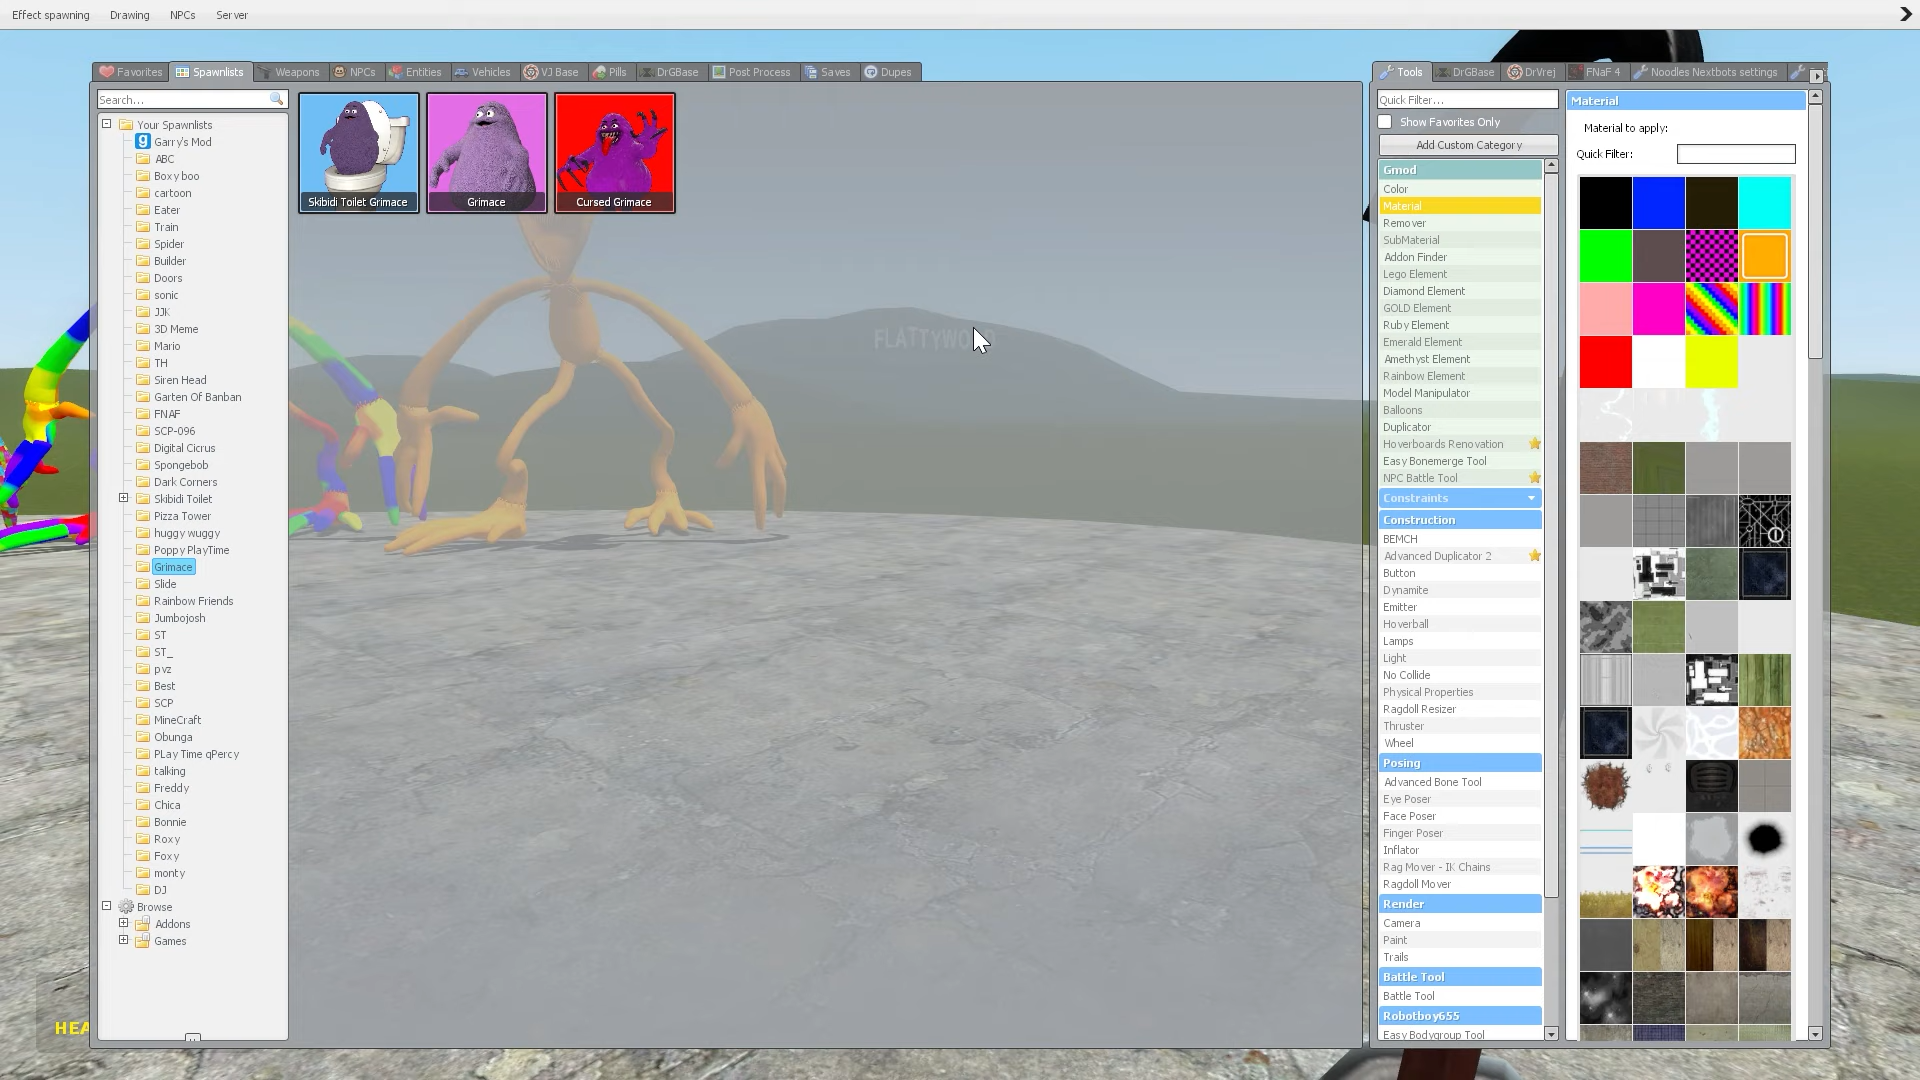 Effect spawning Drawing NPCs Server
Favorites Spawnlists Weapons NPCs Entities Vehicles VJ Base Pills DrGBase Post Process Saves Dupes
Search...
Your Spawnlists
Garry's Mod
ABC
Boxy boo
cartoon
Eater
Train
Spider
Builder
Doors
sonic
JJK
3D Meme
Mario
TH
Siren Head
Garten Of Banban
FNAF
SCP-096
Digital Cicrus
Spongebob
Dark Corners
Skibidi Toilet
Pizza Tower
huggy wuggy
Poppy PlayTime
Grimace
Slide
Rainbow Friends
Jumbojosh
ST
ST_
pvz
Best
SCP
MineCraft
Obunga
PLay Time qPercy
talking
Freddy
Chica
Bonnie
Roxy
Foxy
monty
DJ
Browse
Addons
Games
Skibidi Toilet Grimace
Grimace
Cursed Grimace
FLATTYWOOD
HEA
Tools DrGBase DrVrej FNaF 4 Noodles Nextbots settings
Quick Filter...
Show Favorites Only
Add Custom Category
Gmod
Color
Material
Remover
SubMaterial
Addon Finder
Lego Element
Diamond Element
GOLD Element
Ruby Element
Emerald Element
Amethyst Element
Rainbow Element
Model Manipulator
Balloons
Duplicator
Hoverboards Renovation
Easy Bonemerge Tool
NPC Battle Tool
Constraints
Construction
BEMCH
Advanced Duplicator 2
Button
Dynamite
Emitter
Hoverball
Lamps
Light
No Collide
Physical Properties
Ragdoll Resizer
Thruster
Wheel
Posing
Advanced Bone Tool
Eye Poser
Face Poser
Finger Poser
Inflator
Rag Mover - IK Chains
Ragdoll Mover
Render
Camera
Paint
Trails
Battle Tool
Battle Tool
Robotboy655
Easy Bodygroup Tool
Material
Material to apply:
Quick Filter: